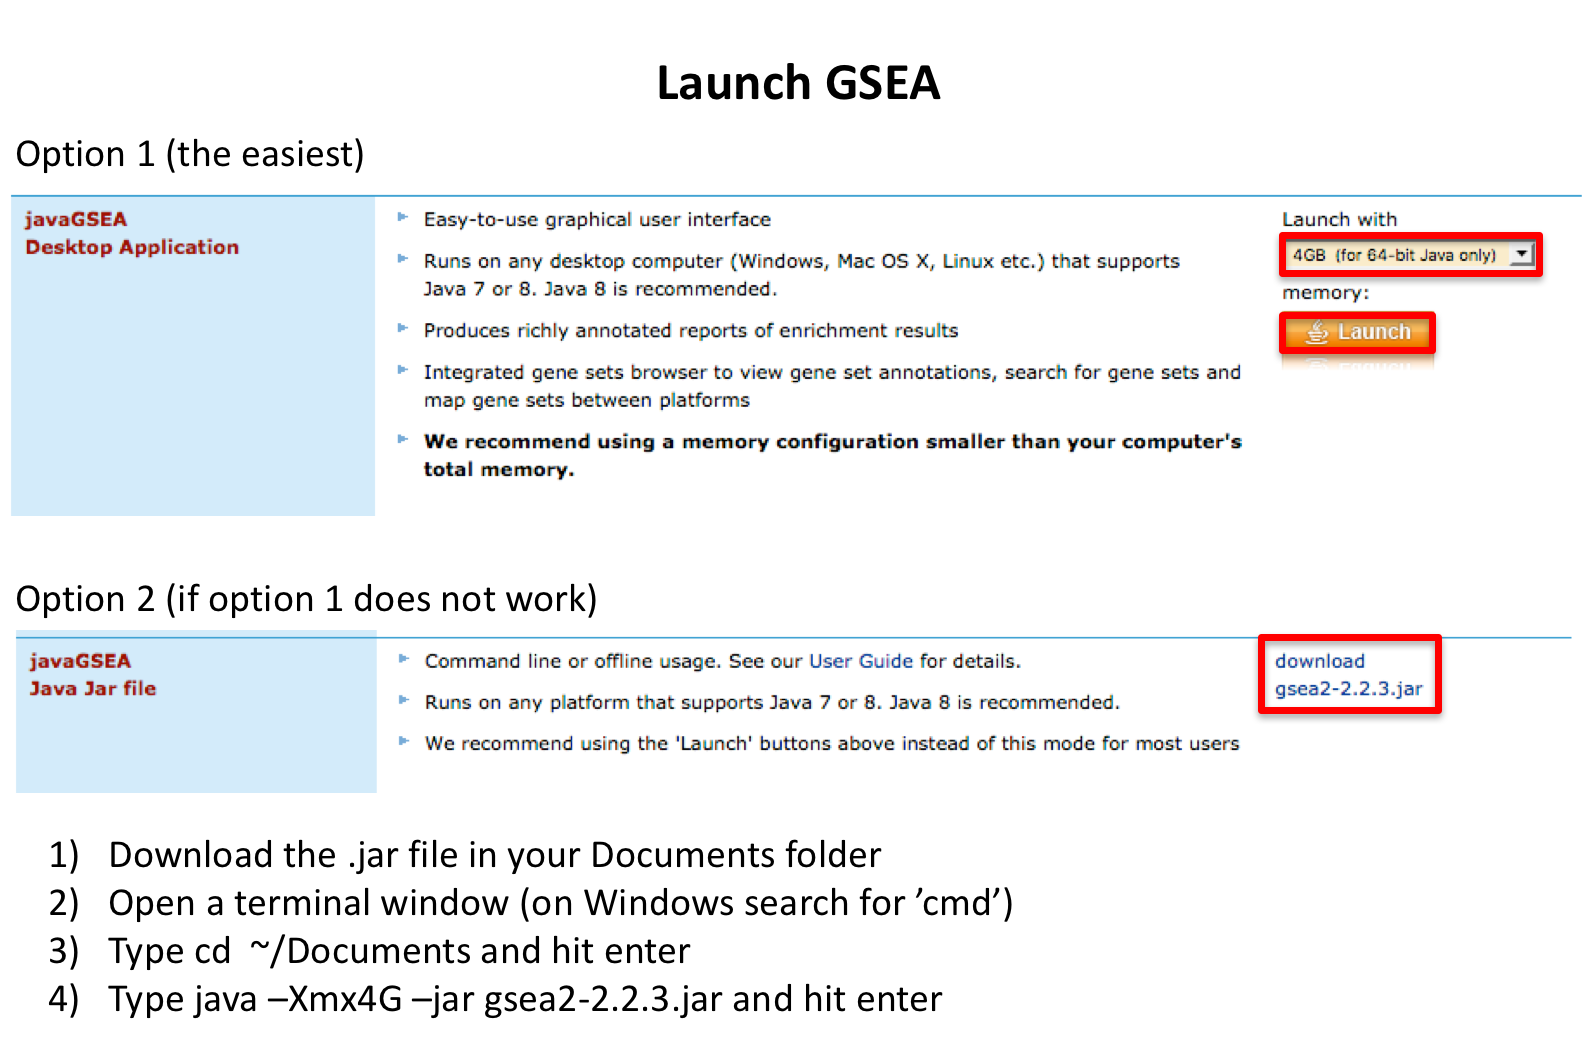 Launch GSEA
Option 1 (the easiest)
javaGSEA
Desktop Application
Easy-to-use graphical user interface
Runs on any desktop computer (Windows, Mac OS X, Linux etc.) that supports
Java 7 or 8. Java 8 is recommended.
Produces richly annotated reports of enrichment results
Integrated gene sets browser to view gene set annotations, search for gene sets and
map gene sets between platforms
We recommend using a memory configuration smaller than your computer's
total memory.
Launch with
4GB (for 64-bit Java only)
memory:
Launch
Option 2 (if option 1 does not work)
javaGSEA
Java Jar file
Command line or offline usage. See our User Guide for details.
Runs on any platform that supports Java 7 or 8. Java 8 is recommended.
We recommend using the 'Launch' buttons above instead of this mode for most users
download
gsea2-2.2.3.jar
1) Download the .jar file in your Documents folder
2) Open a terminal window (on Windows search for ’cmd’)
3) Type cd ~/Documents and hit enter
4) Type java –Xmx4G –jar gsea2-2.2.3.jar and hit enter